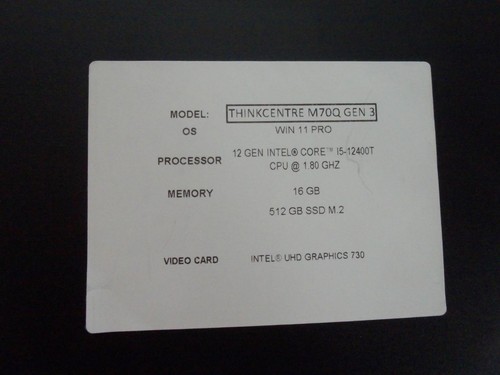 MODEL: THINKCENTRE M70Q GEN 3
OS WIN 11 PRO
PROCESSOR 12 GEN INTEL® CORE™ I5-12400T
CPU @ 1.80 GHZ
MEMORY 16 GB
512 GB SSD M.2
VIDEO CARD INTEL® UHD GRAPHICS 730